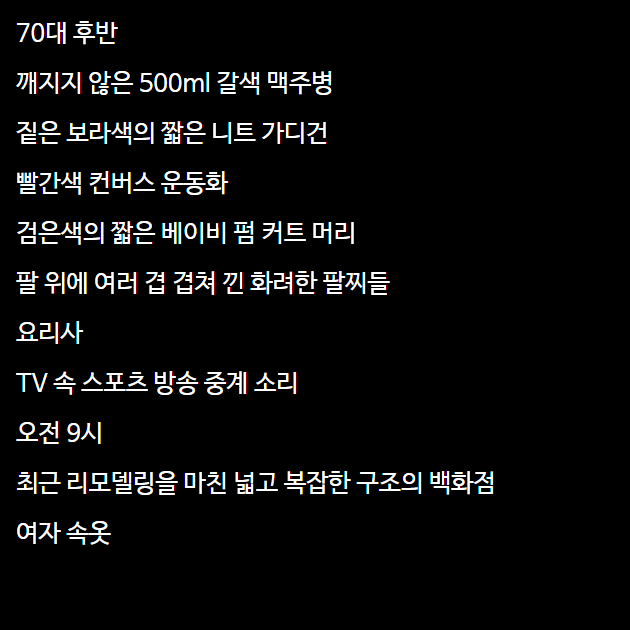 70대 후반
깨지지 않은 500ml 갈색 맥주병
짙은 보라색의 짧은 니트 가디건
빨간색 컨버스 운동화
검은색의 짧은 베이비 펌 커트 머리
팔 위에 여러 겹 겹쳐 낀 화려한 팔찌들
요리사
TV 속 스포츠 방송 중계 소리
오전 9시
최근 리모델링을 마친 넓고 복잡한 구조의 백화점
여자 속옷